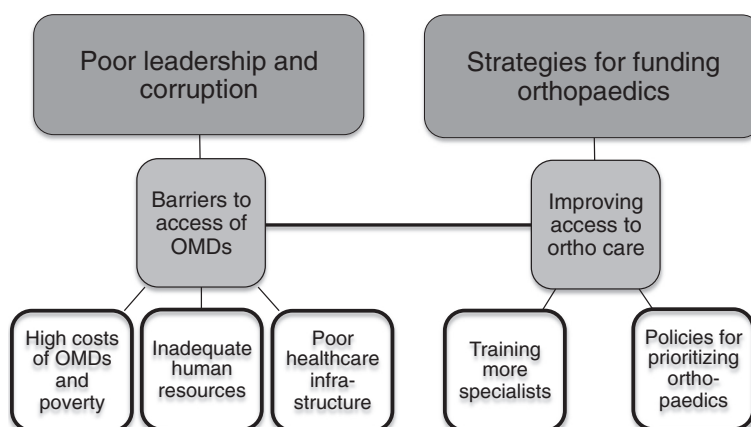 Poor leadership and
corruption
Strategies for funding
orthopaedics
Barriers to
access of
OMDs
Improving
access to
ortho care
High costs
of OMDs
and
poverty
Inadequate
human
resources
Poor
healthcare
infra-
structure
Training
more
specialists
Policies for
prioritizing
ortho-
paedics